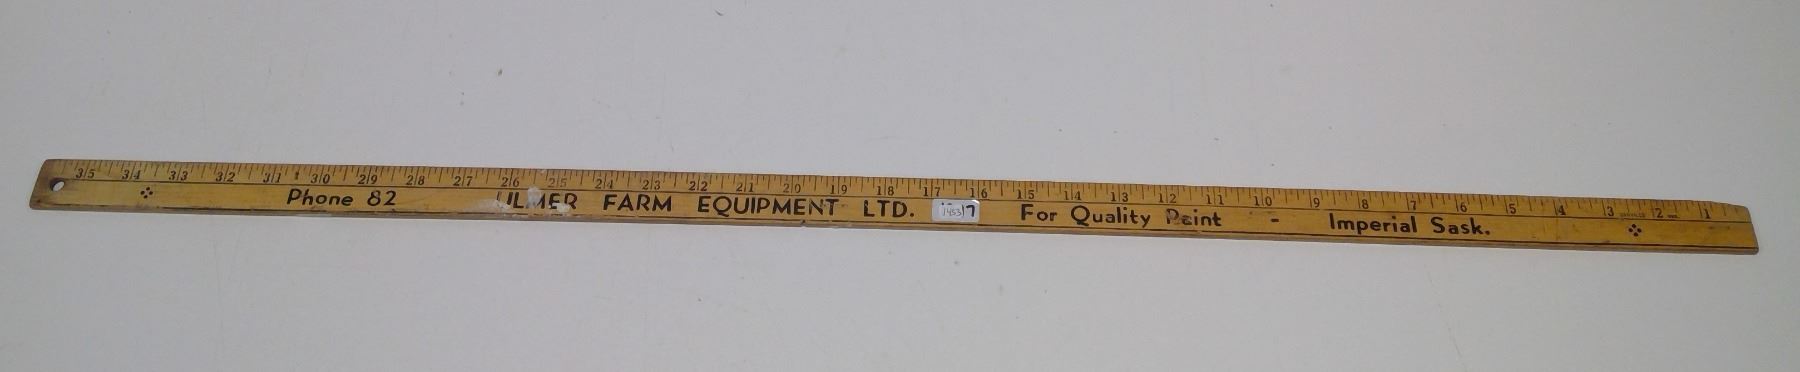 35 34 33 32 31 30 29 28 27 26 25 24 23 22 21 20 19 18 17 16 15 14 13 12 11 10 9 8 7 6 5 4 3 2 1
Phone 82 ULMER FARM EQUIPMENT LTD. For Quality Paint - Imperial Sask.